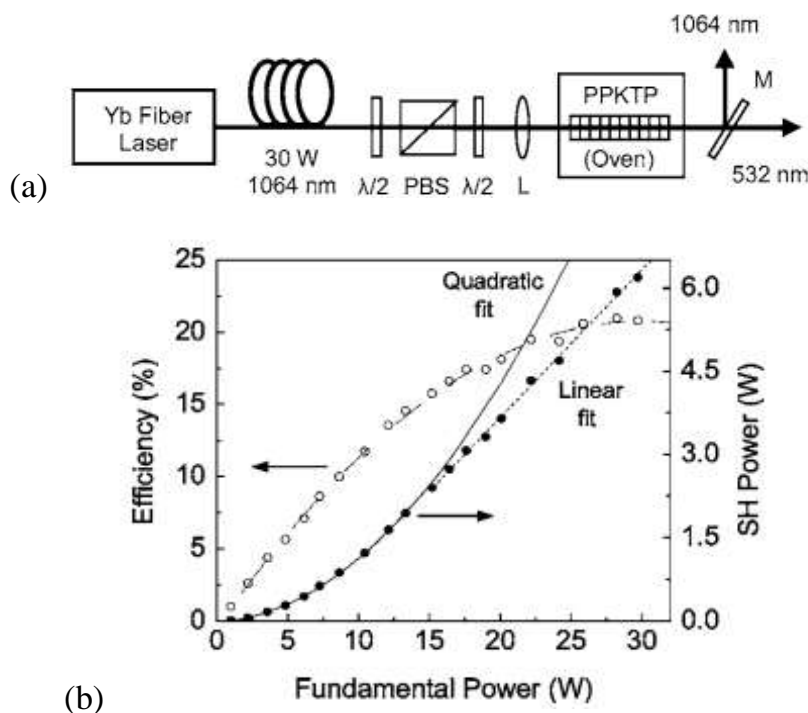 1064 nm
M
Yb Fiber
Laser
PPKTP
(Oven)
30 W
1064 nm
λ/2
PBS
λ/2
L
532 nm
(a)
25
20
15
10
5
0
Efficiency (%)
Quadratic
fit
Linear
fit
6.0
4.5
3.0
1.5
0.0
SH Power (W)
0
5
10
15
20
25
30
Fundamental Power (W)
(b)